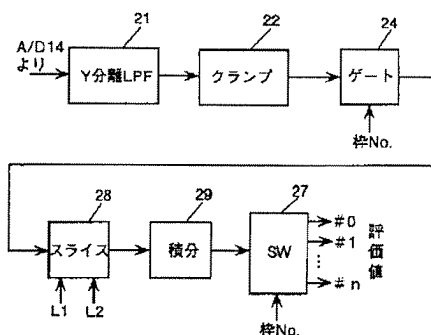 21
22
24
A/D14
より
Y分離LPF
クランプ
ゲート
枠No.
28
29
27
スライス
積分
SW
#0
#1
⋮
#n
評価値
L1
L2
枠No.